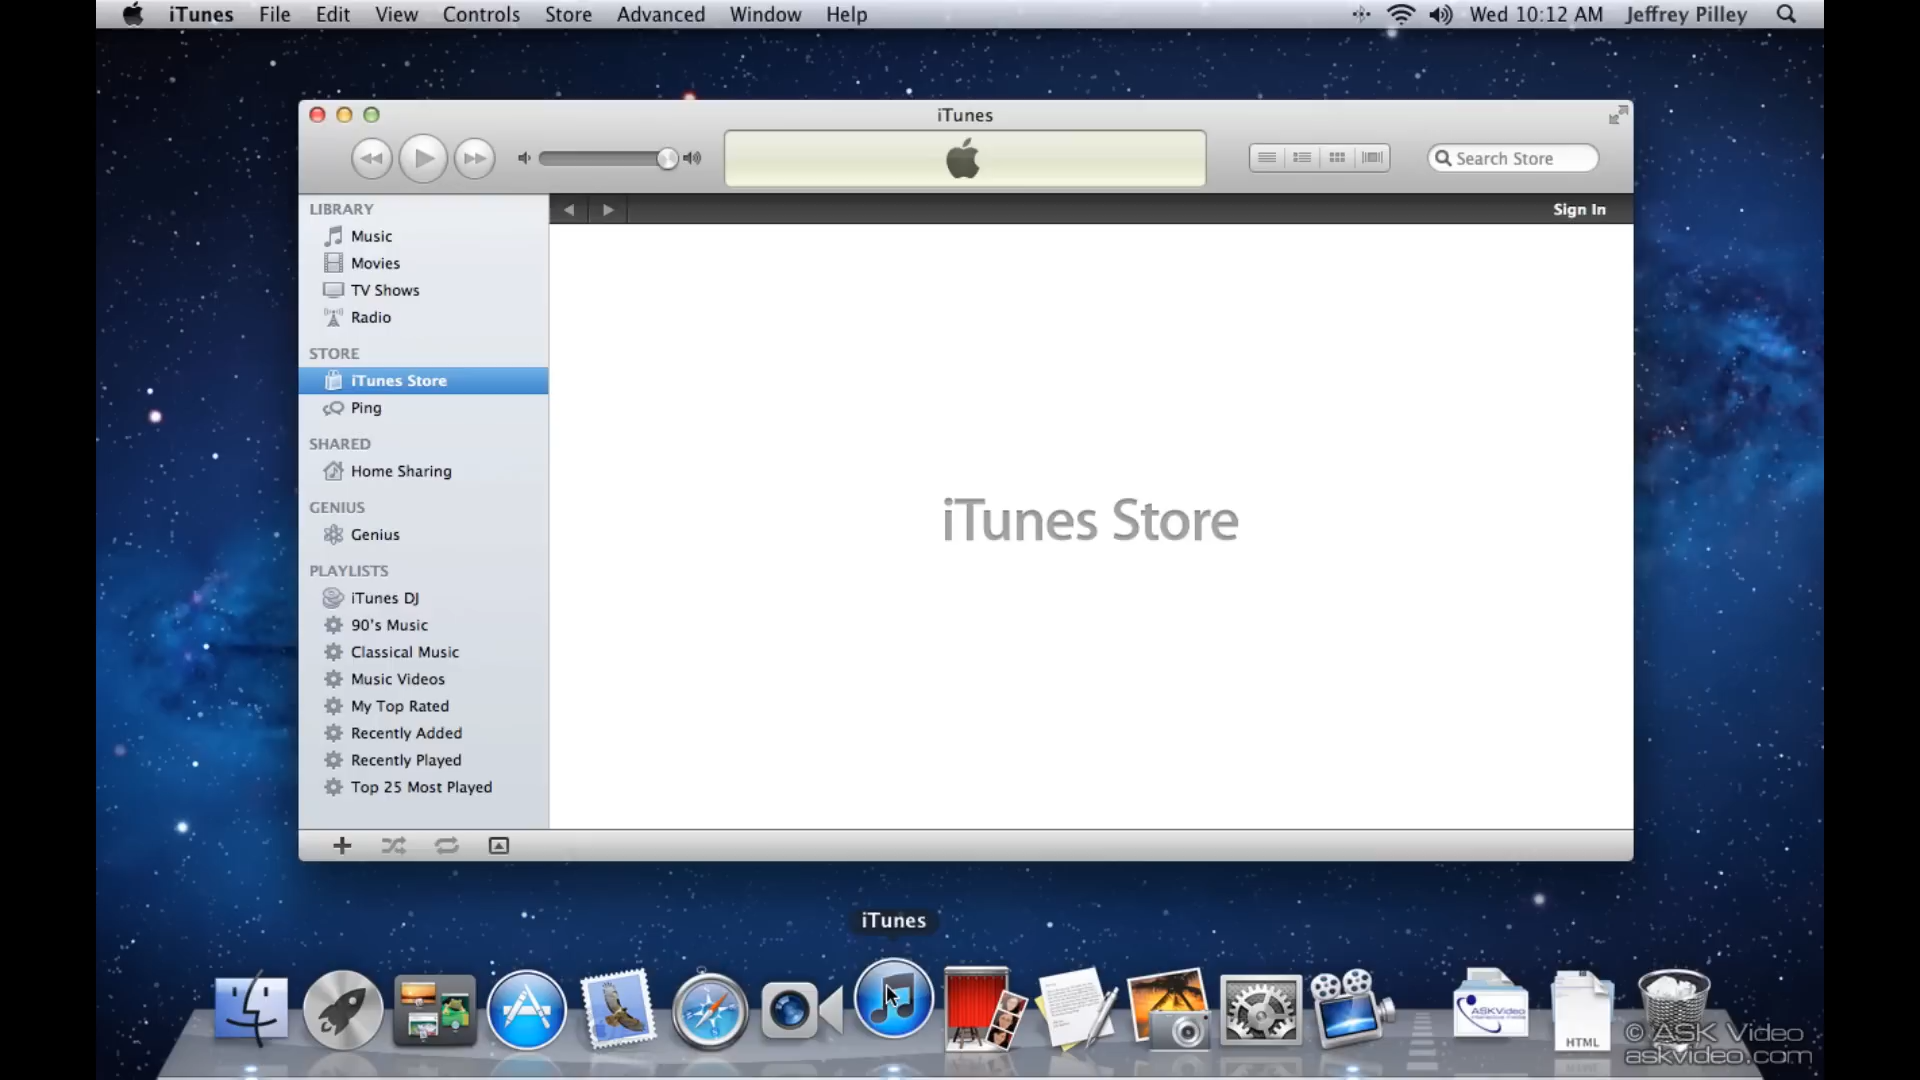 iTunes File Edit View Controls Store Advanced Window Help Wed 10:12 AM Jeffrey Pilley
iTunes
Search Store
LIBRARY
Sign In
Music
Movies
TV Shows
Radio
STORE
iTunes Store
Ping
SHARED
Home Sharing
GENIUS
Genius
PLAYLISTS
iTunes DJ
90's Music
Classical Music
Music Videos
My Top Rated
Recently Added
Recently Played
Top 25 Most Played
iTunes Store
iTunes
ASKVideo
HTML
© ASK Video
askvideo.com